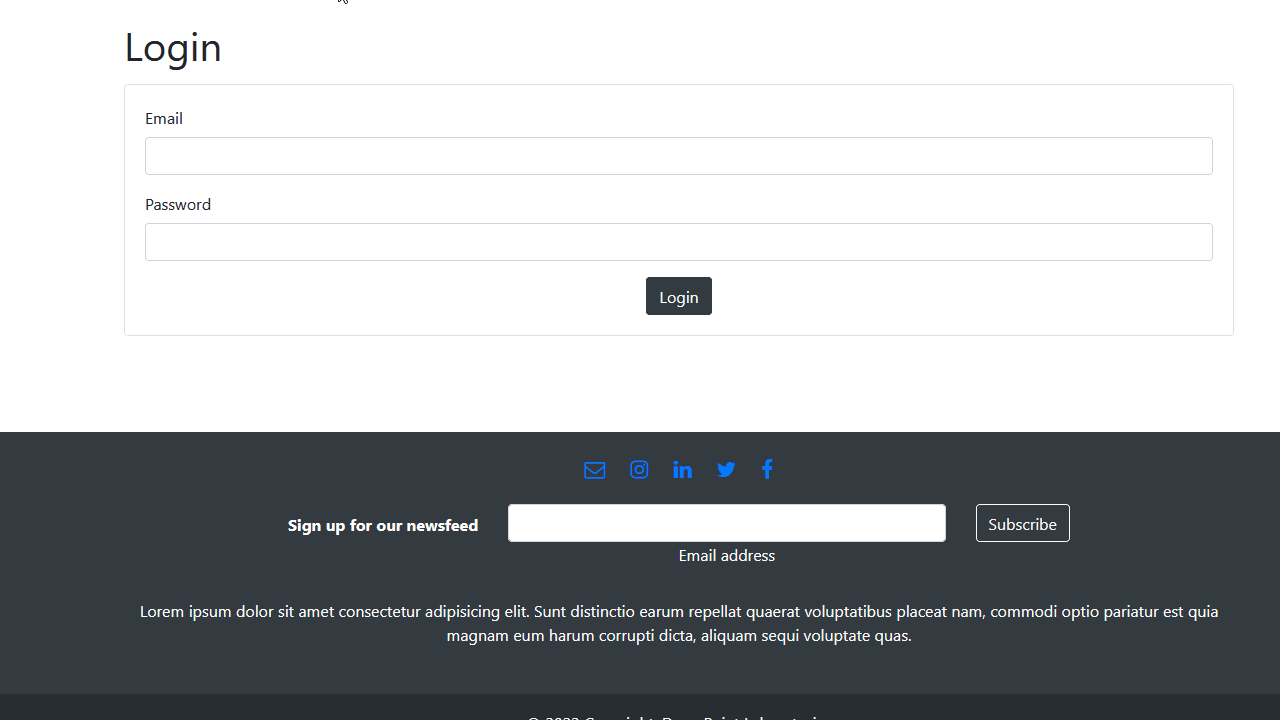 Login
Email
Password
Login
Sign up for our newsfeed
Subscribe
Email address
Lorem ipsum dolor sit amet consectetur adipisicing elit. Sunt distinctio earum repellat quaerat voluptatibus placeat nam, commodi optio pariatur est quia
magnam eum harum corrupti dicta, aliquam sequi voluptate quas.